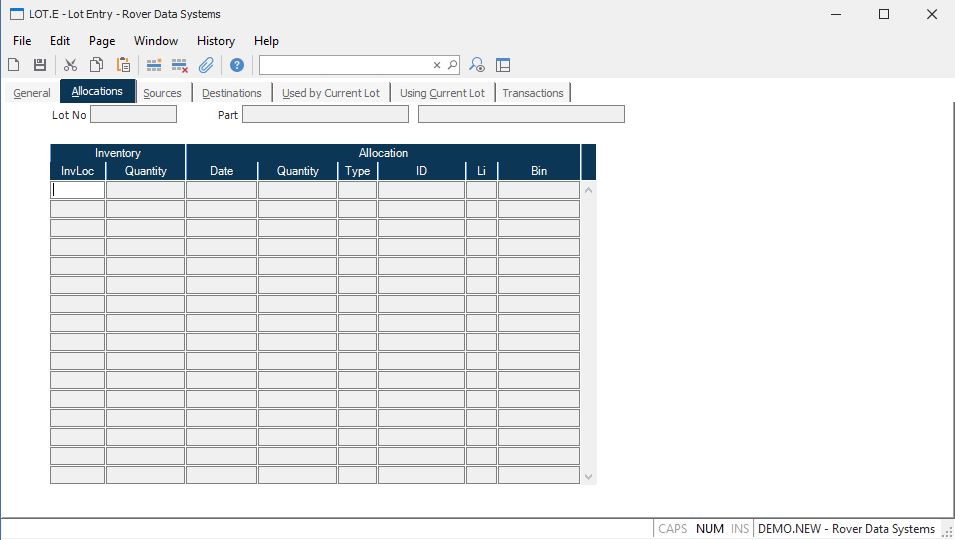 LOT.E - Lot Entry - Rover Data Systems
File Edit Page Window History Help
General Allocations Sources Destinations Used by Current Lot Using Current Lot Transactions
Lot No Part
Inventory Allocation
InvLoc Quantity Date Quantity Type ID Li Bin
CAPS NUM INS DEMO.NEW - Rover Data Systems